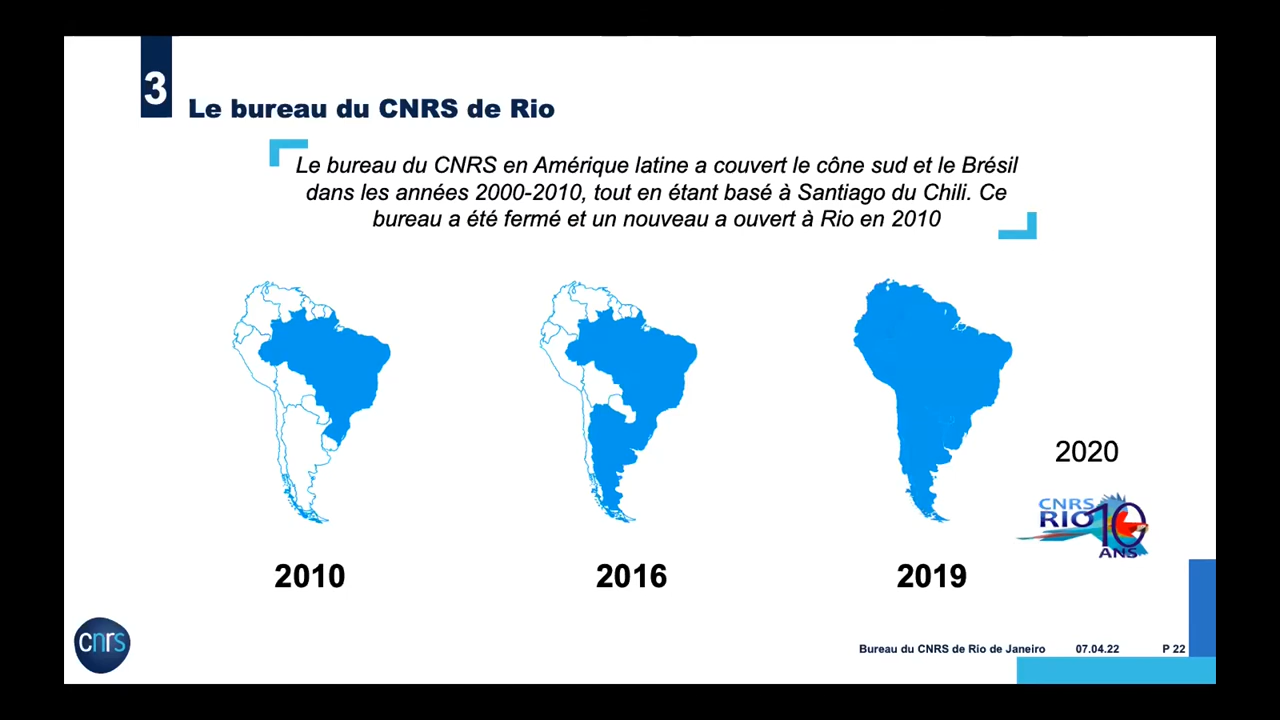 3
Le bureau du CNRS de Rio
Le bureau du CNRS en Amérique latine a couvert le cône sud et le Brésil
dans les années 2000-2010, tout en étant basé à Santiago du Chili. Ce
bureau a été fermé et un nouveau a ouvert à Rio en 2010
2020
CNRS
RIO 10
ANS
2010
2016
2019
cnrs
Bureau du CNRS de Rio de Janeiro 07.04.22 P 22